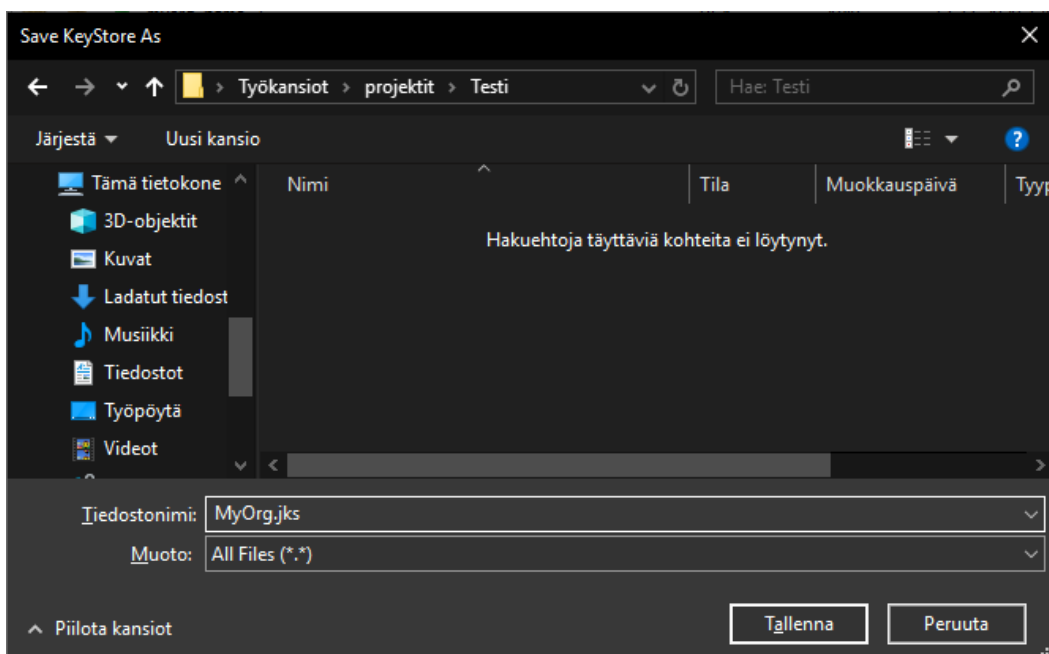 Save KeyStore As
Työkansiot > projektit > Testi
Hae: Testi
Järjestä
Uusi kansio
Tämä tietokone
3D-objektit
Kuvat
Ladatut tiedost
Musiikki
Tiedostot
Työpöytä
Videot
Nimi
Tila
Muokkauspäivä
Tyyp
Hakuehtoja täyttäviä kohteita ei löytynyt.
Tiedostonimi: MyOrg.jks
Muoto: All Files (*.*)
Piilota kansiot
Tallenna
Peruuta